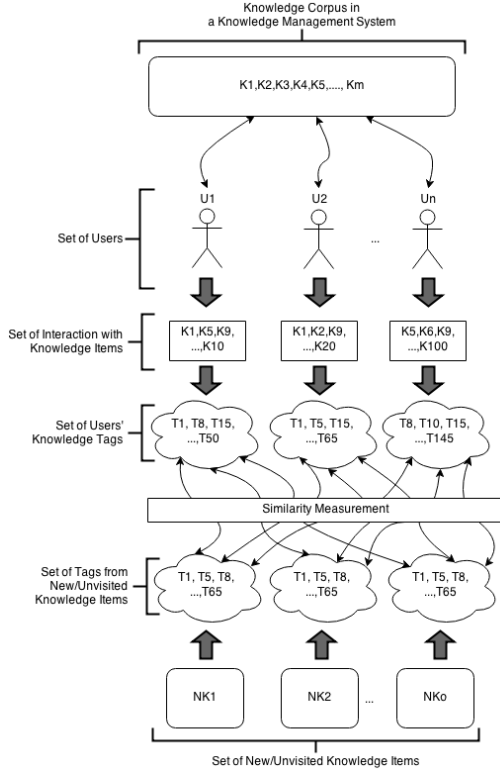 Knowledge Corpus in
a Knowledge Management System
K1,K2,K3,K4,K5,...., Km
U1
U2
Un
Set of Users
...
Set of Interaction with
Knowledge Items
K1,K5,K9,
...,K10
K1,K2,K9,
...,K20
K5,K6,K9,
...,K100
Set of Users'
Knowledge Tags
T1, T8, T15,
...,T50
T1, T5, T15,
...,T65
T8, T10, T15,
...,T145
Similarity Measurement
Set of Tags from
New/Unvisited
Knowledge Items
T1, T5, T8,
...,T65
T1, T5, T8,
...,T65
T1, T5, T8,
...,T65
NK1
NK2
...
NKo
Set of New/Unvisited Knowledge Items